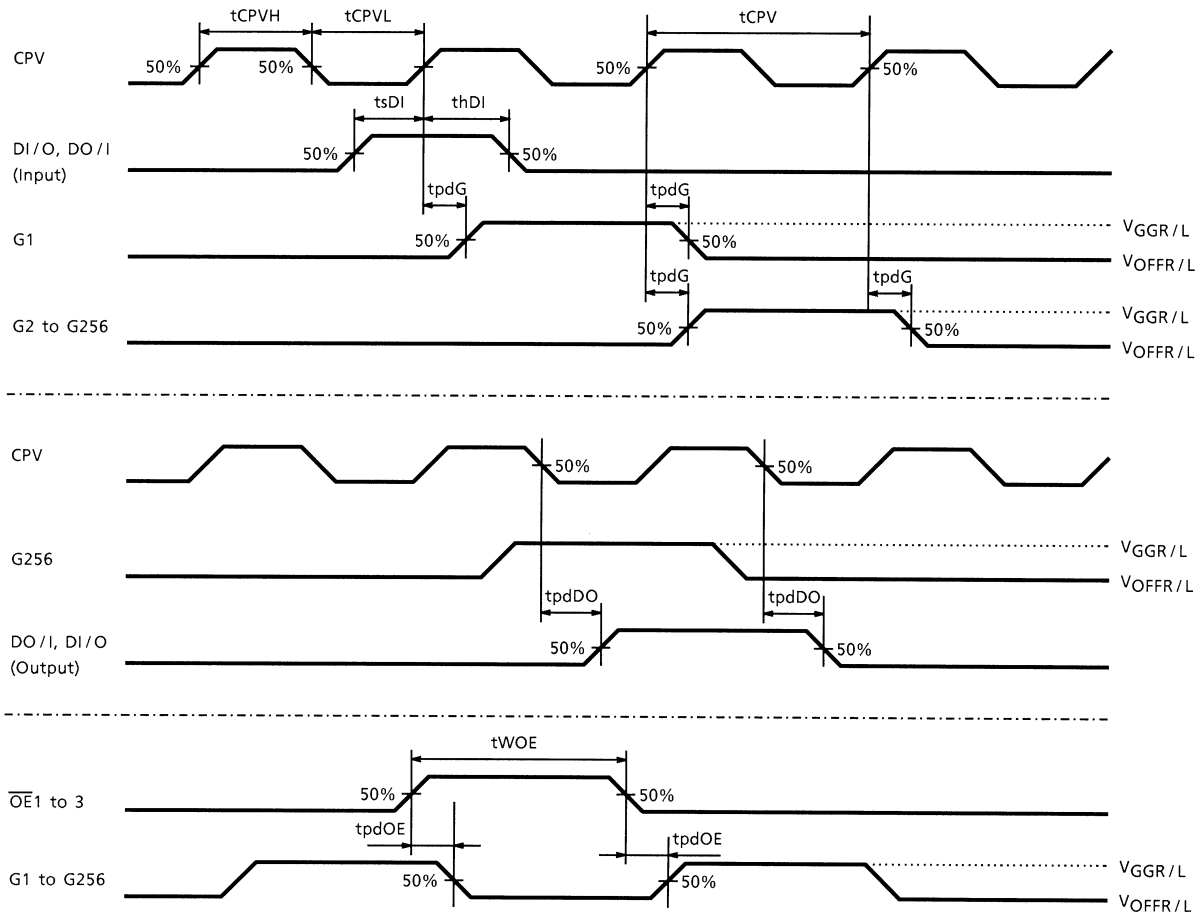 tCPVH tCPVL tCPV
CPV
50% 50% 50% 50%
tsDI thDI
DI/O, DO/I
(Input)
50% 50%
tpdG tpdG
G1
50% 50%
VGGR/L
VOFFR/L
tpdG tpdG
G2 to G256
50% 50%
VGGR/L
VOFFR/L
CPV
50% 50%
G256
VGGR/L
VOFFR/L
tpdDO tpdDO
DO/I, DI/O
(Output)
50% 50%
tWOE
OE1 to 3
50% 50%
tpdOE tpdOE
G1 to G256
50% 50%
VGGR/L
VOFFR/L